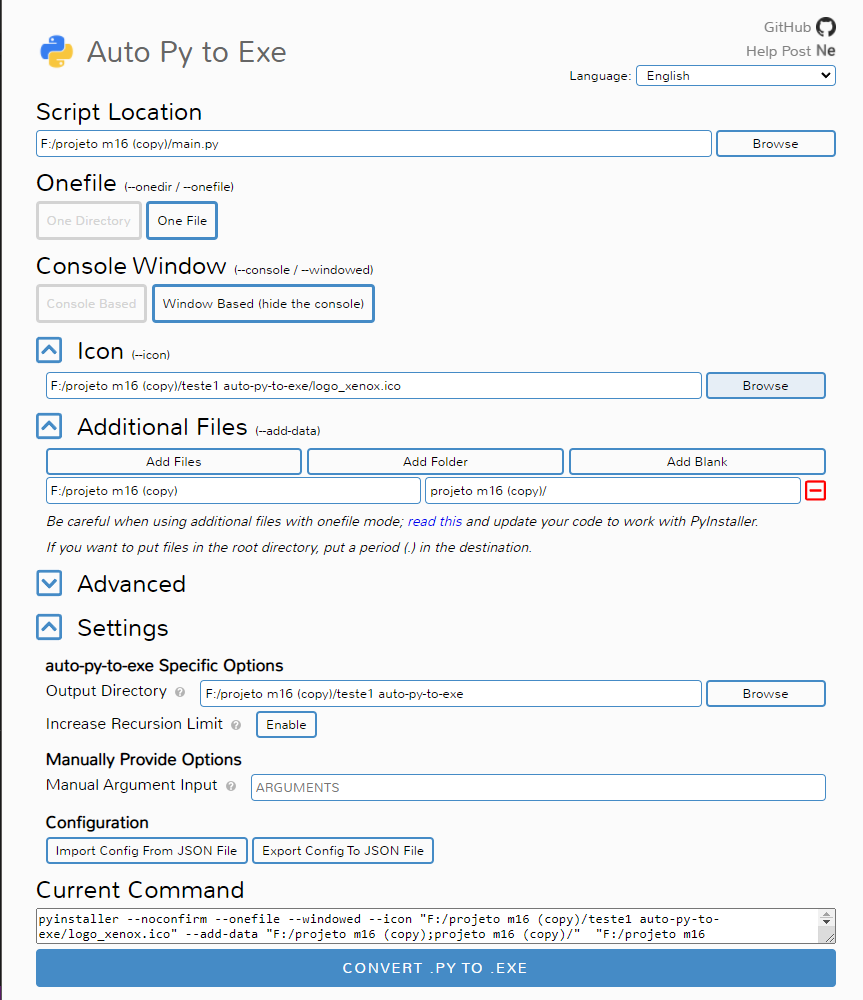 GitHub
Auto Py to Exe
Help Post Ne
Language: English
Script Location
F:/projeto m16 (copy)/main.py
Browse
Onefile (--onedir / --onefile)
One Directory One File
Console Window (--console / --windowed)
Console Based Window Based (hide the console)
Icon (--icon)
F:/projeto m16 (copy)/teste1 auto-py-to-exe/logo_xenox.ico
Browse
Additional Files (--add-data)
Add Files Add Folder Add Blank
F:/projeto m16 (copy) projeto m16 (copy)/
Be careful when using additional files with onefile mode; read this and update your code to work with PyInstaller.
If you want to put files in the root directory, put a period (.) in the destination.
Advanced
Settings
auto-py-to-exe Specific Options
Output Directory ? F:/projeto m16 (copy)/teste1 auto-py-to-exe Browse
Increase Recursion Limit ? Enable
Manually Provide Options
Manual Argument Input ? ARGUMENTS
Configuration
Import Config From JSON File Export Config To JSON File
Current Command
pyinstaller --noconfirm --onefile --windowed --icon "F:/projeto m16 (copy)/teste1 auto-py-to-
exe/logo_xenox.ico" --add-data "F:/projeto m16 (copy);projeto m16 (copy)/"  "F:/projeto m16
CONVERT .PY TO .EXE